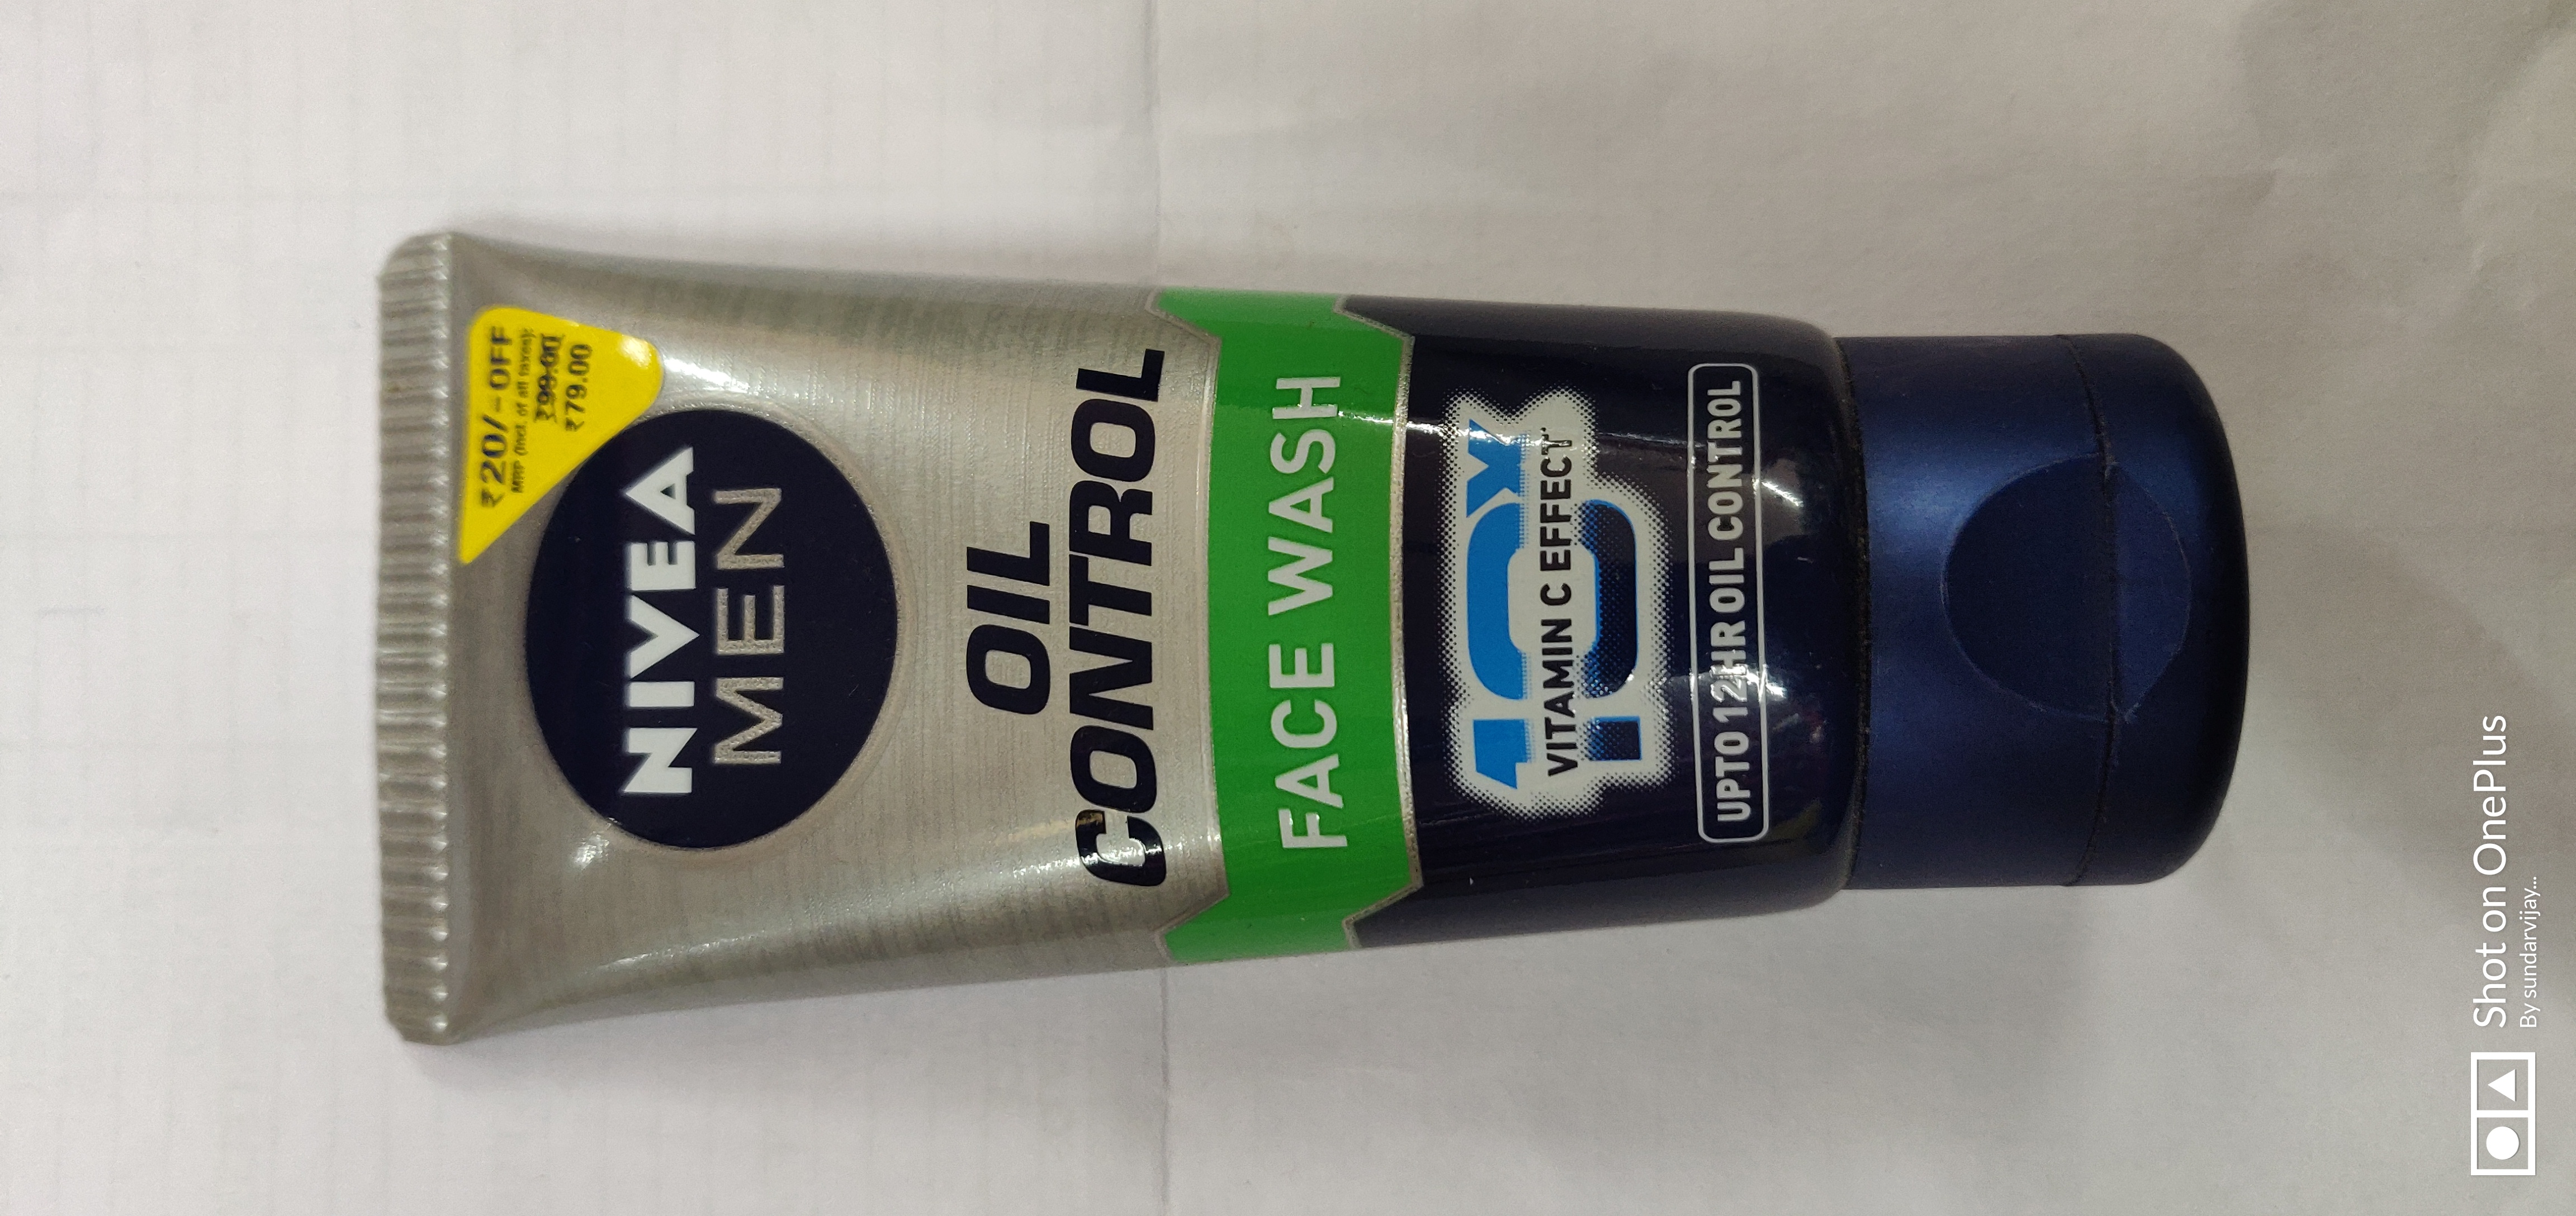 ₹20/- OFF
MRP (Incl. of all taxes):
₹99.00
₹79.00
NIVEA
MEN
OIL
CONTROL
FACE WASH
10X
VITAMIN C EFFECT*
UPTO 12HR OIL CONTROL
Shot on OnePlus
By sundarvijay...